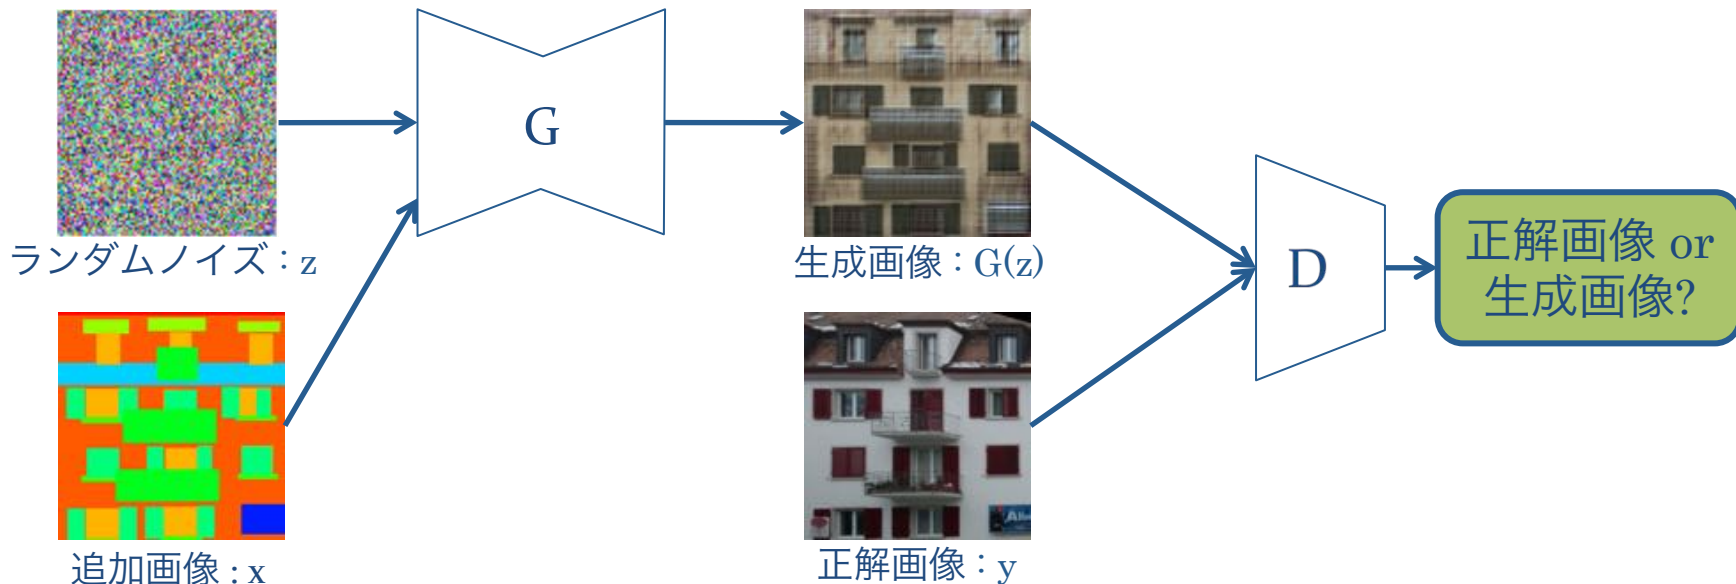 G
ランダムノイズ：z
生成画像：G(z)
D
正解画像 or
生成画像?
追加画像 : x
正解画像：y